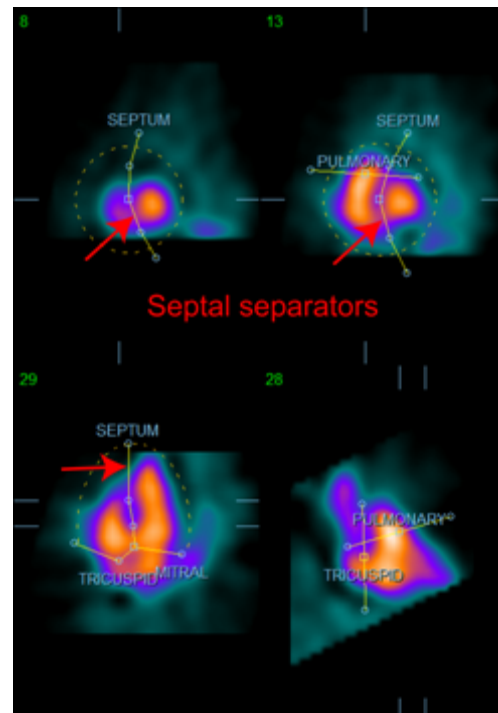 8
13
SEPTUM
SEPTUM
PULMONARY
Septal separators
29
28
SEPTUM
PULMONARY
TRICUSPID
MITRAL
TRICUSPID